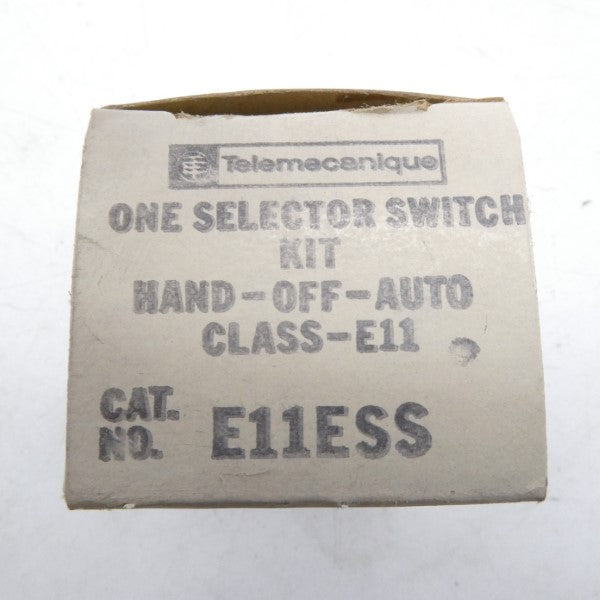 Telemecanique
ONE SELECTOR SWITCH
KIT
HAND-OFF-AUTO
CLASS-E11
CAT.
NO. E11ESS